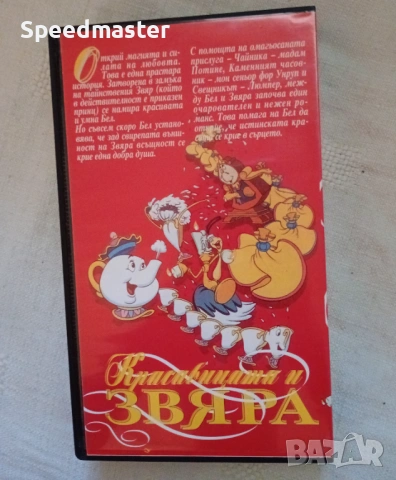 Speedmaster
Открий магията и си-
лата на любовта.
Това е една прастара
история. Затворена в замъка
на тайнствения Звяр (който
в действителност е приказен
принц) се намира красивата
и умна Бел.
Но съвсем скоро Бел устано-
вява, че зад свирепата външ-
ност на Звяра всъщност се
крие една добра душа.
С помощта на омагьосаната
прислуга - Чайника - мадам
Потине, Каменният часов-
ник - мон сеньор фор Унруп и
Свещникът - Люмиер, меж-
ду Бел и Звяра започва един
очарователен и нежен ро-
манс. Това помага на Бел да
открие, че истинската кра-
сота се крие в сърцето.
Красавицата и
ЗВЯРА
BAZAR